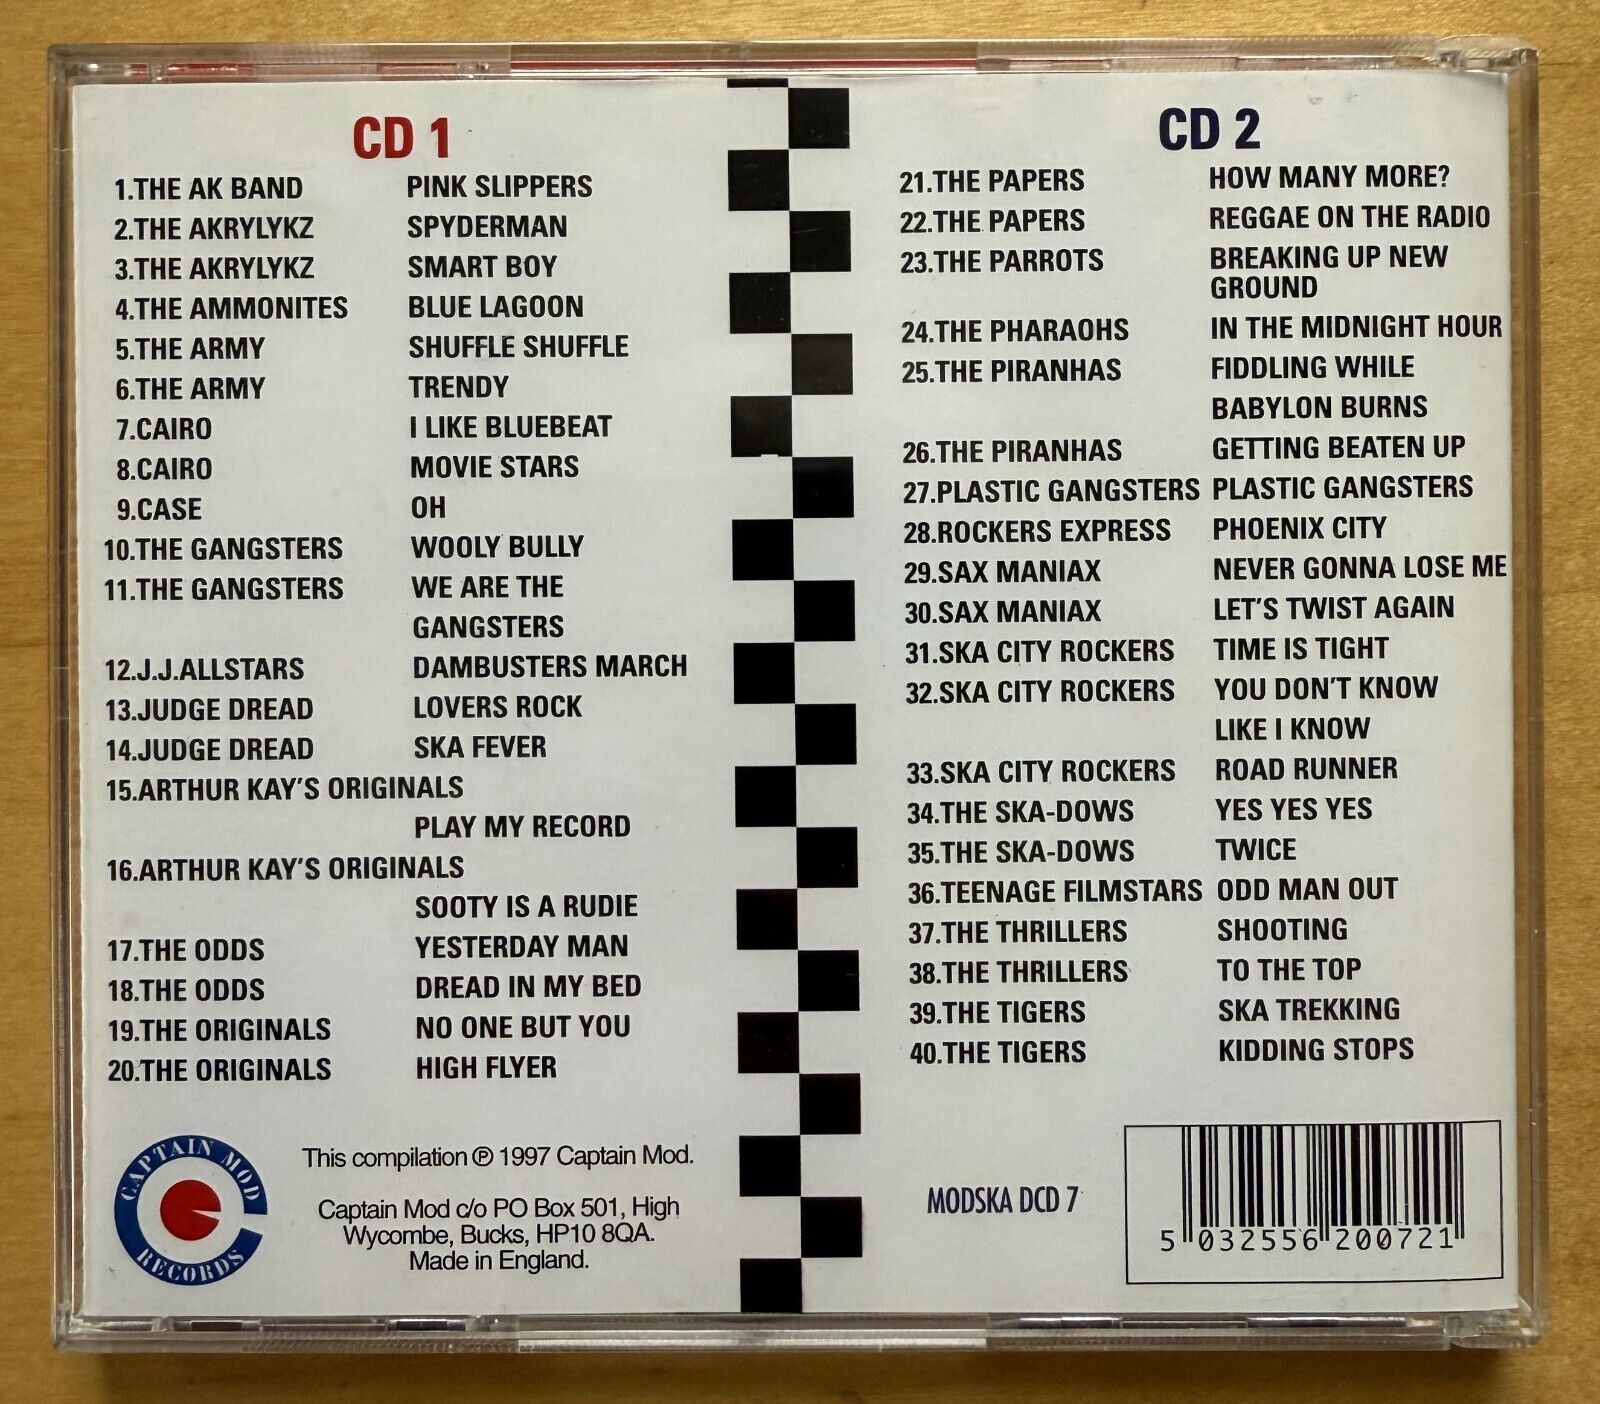 CD 1
1.THE AK BAND PINK SLIPPERS
2.THE AKRYLYKZ SPYDERMAN
3.THE AKRYLYKZ SMART BOY
4.THE AMMONITES BLUE LAGOON
5.THE ARMY SHUFFLE SHUFFLE
6.THE ARMY TRENDY
7.CAIRO I LIKE BLUEBEAT
8.CAIRO MOVIE STARS
9.CASE OH
10.THE GANGSTERS WOOLY BULLY
11.THE GANGSTERS WE ARE THE
GANGSTERS
12.J.J.ALLSTARS DAMBUSTERS MARCH
13.JUDGE DREAD LOVERS ROCK
14.JUDGE DREAD SKA FEVER
15.ARTHUR KAY'S ORIGINALS
PLAY MY RECORD
16.ARTHUR KAY'S ORIGINALS
SOOTY IS A RUDIE
17.THE ODDS YESTERDAY MAN
18.THE ODDS DREAD IN MY BED
19.THE ORIGINALS NO ONE BUT YOU
20.THE ORIGINALS HIGH FLYER
CD 2
21.THE PAPERS HOW MANY MORE?
22.THE PAPERS REGGAE ON THE RADIO
23.THE PARROTS BREAKING UP NEW
GROUND
24.THE PHARAOHS IN THE MIDNIGHT HOUR
25.THE PIRANHAS FIDDLING WHILE
BABYLON BURNS
26.THE PIRANHAS GETTING BEATEN UP
27.PLASTIC GANGSTERS PLASTIC GANGSTERS
28.ROCKERS EXPRESS PHOENIX CITY
29.SAX MANIAX NEVER GONNA LOSE ME
30.SAX MANIAX LET'S TWIST AGAIN
31.SKA CITY ROCKERS TIME IS TIGHT
32.SKA CITY ROCKERS YOU DON'T KNOW
LIKE I KNOW
33.SKA CITY ROCKERS ROAD RUNNER
34.THE SKA-DOWS YES YES YES
35.THE SKA-DOWS TWICE
36.TEENAGE FILMSTARS ODD MAN OUT
37.THE THRILLERS SHOOTING
38.THE THRILLERS TO THE TOP
39.THE TIGERS SKA TREKKING
40.THE TIGERS KIDDING STOPS
CAPTAIN MOD
RECORDS
This compilation ℗ 1997 Captain Mod.
Captain Mod c/o PO Box 501, High
Wycombe, Bucks, HP10 8QA.
Made in England.
MODSKA DCD 7
5 032556 200721